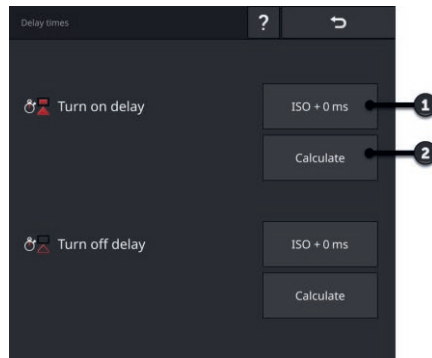 Delay times ?
Turn on delay ISO + 0 ms 1
Calculate 2
Turn off delay ISO + 0 ms
Calculate